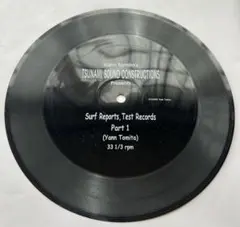 TSUNAMI SOUND CONSTRUCTIONS
Surf Reports, Test Records
Part 1
(Yann Tomita)
33 1/3 rpm